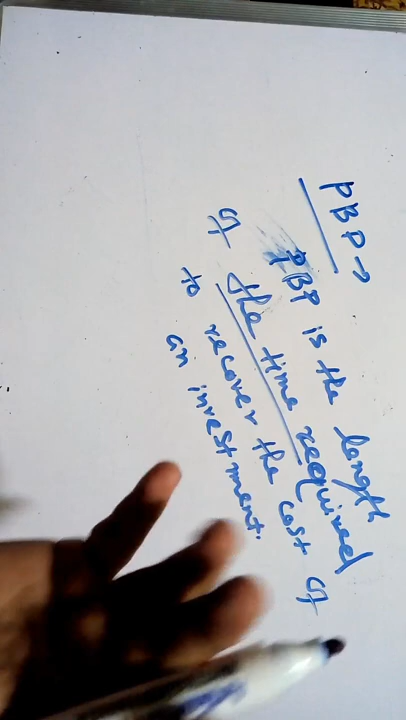 PBP →
PBP is the length
of the time required
to recover the cost of
an investment.